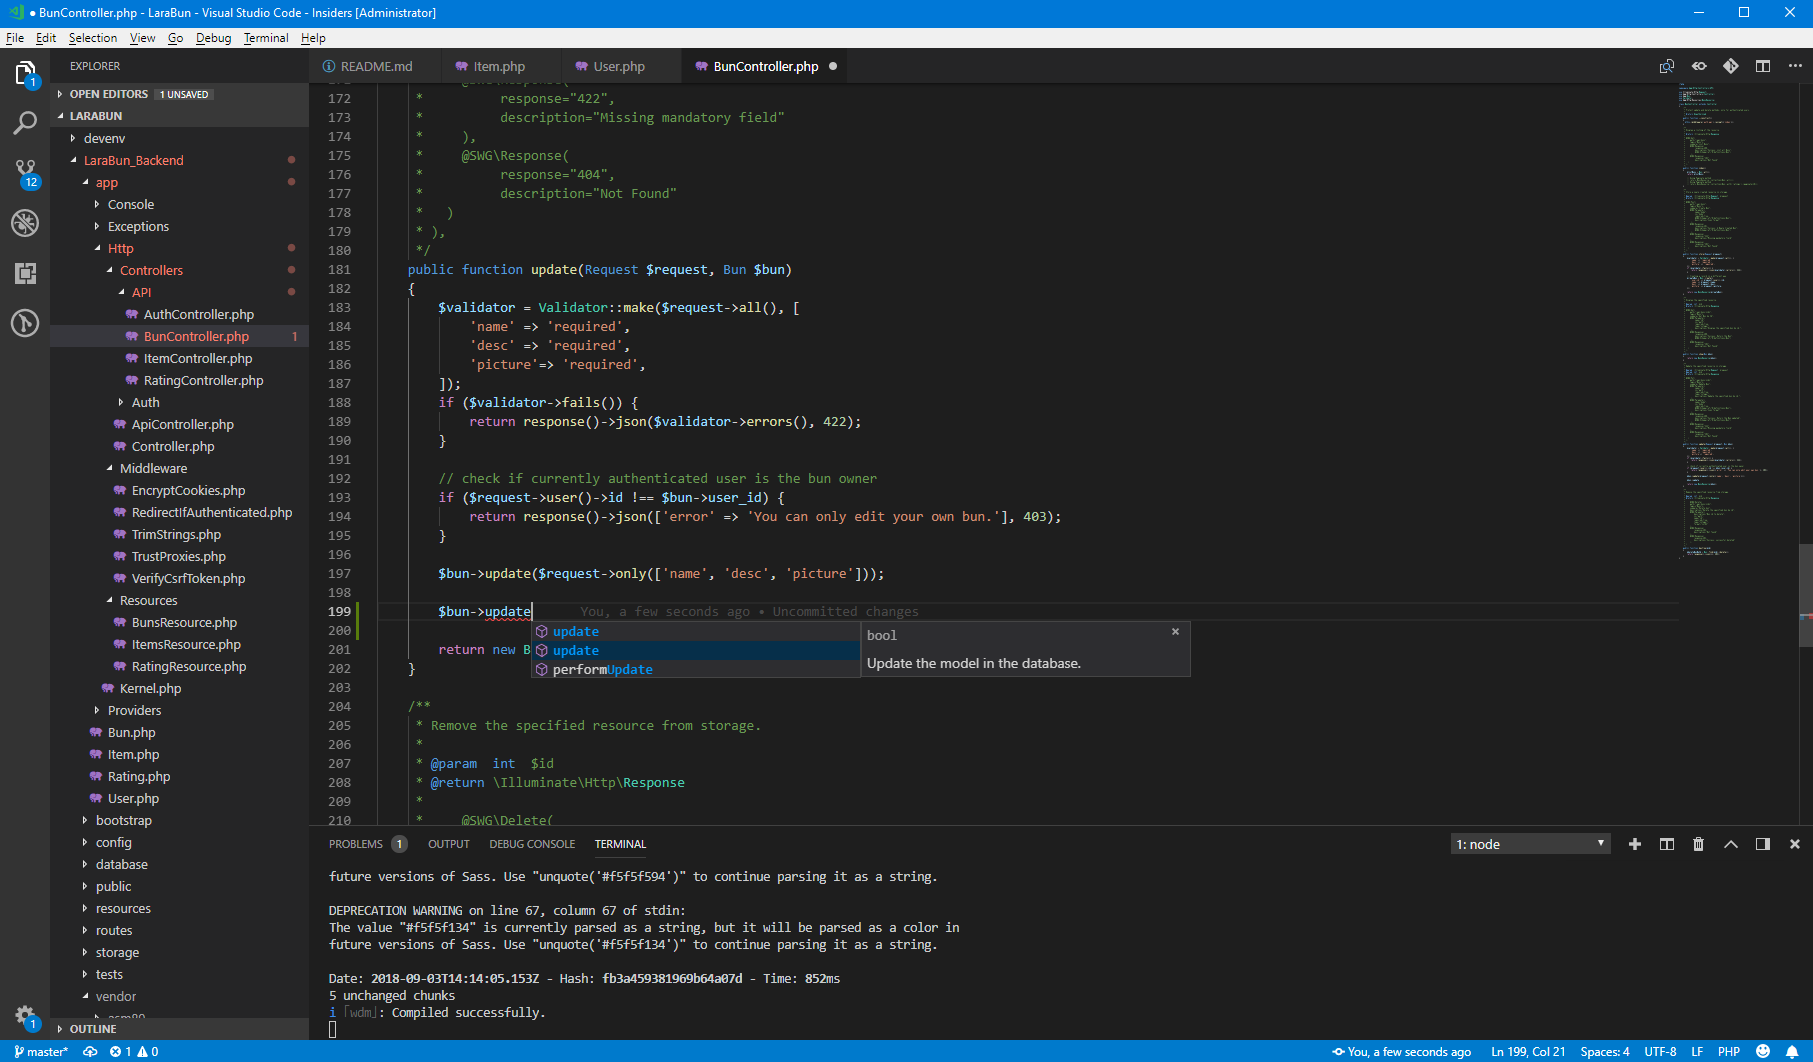 ● BunController.php - LaraBun - Visual Studio Code - Insiders [Administrator]
File Edit Selection View Go Debug Terminal Help
EXPLORER
OPEN EDITORS 1 UNSAVED
LARABUN
devenv
LaraBun_Backend
app
Console
Exceptions
Http
Controllers
API
AuthController.php
BunController.php 1
ItemController.php
RatingController.php
Auth
ApiController.php
Controller.php
Middleware
EncryptCookies.php
RedirectIfAuthenticated.php
TrimStrings.php
TrustProxies.php
VerifyCsrfToken.php
Resources
BunsResource.php
ItemsResource.php
RatingResource.php
Kernel.php
Providers
Bun.php
Item.php
Rating.php
User.php
bootstrap
config
database
public
resources
routes
storage
tests
vendor
OUTLINE
1
12
1
README.md Item.php User.php BunController.php ●
172 * response="422",
173 * description="Missing mandatory field"
174 * ),
175 * @SWG\Response(
176 * response="404",
177 * description="Not Found"
178 * )
179 * ),
180 */
181 public function update(Request $request, Bun $bun)
182 {
183 $validator = Validator::make($request->all(), [
184 'name' => 'required',
185 'desc' => 'required',
186 'picture'=> 'required',
187 ]);
188 if ($validator->fails()) {
189 return response()->json($validator->errors(), 422);
190 }
191
192 // check if currently authenticated user is the bun owner
193 if ($request->user()->id !== $bun->user_id) {
194 return response()->json(['error' => 'You can only edit your own bun.'], 403);
195 }
196
197 $bun->update($request->only(['name', 'desc', 'picture']));
198
199 $bun->update You, a few seconds ago • Uncommitted changes
200
201 return new B
202 }
203
204 /**
205 * Remove the specified resource from storage.
206 *
207 * @param int $id
208 * @return \Illuminate\Http\Response
209 *
210 * @SWG\Delete(
update
update
performUpdate
bool ×
Update the model in the database.
PROBLEMS 1 OUTPUT DEBUG CONSOLE TERMINAL 1: node
future versions of Sass. Use "unquote('#f5f5f594')" to continue parsing it as a string.
DEPRECATION WARNING on line 67, column 67 of stdin:
The value "#f5f5f134" is currently parsed as a string, but it will be parsed as a color in
future versions of Sass. Use "unquote('#f5f5f134')" to continue parsing it as a string.
Date: 2018-09-03T14:14:05.153Z - Hash: fb3a459381969b64a07d - Time: 852ms
5 unchanged chunks
i ｢wdm｣: Compiled successfully.
master* 1 0 You, a few seconds ago Ln 199, Col 21 Spaces: 4 UTF-8 LF PHP